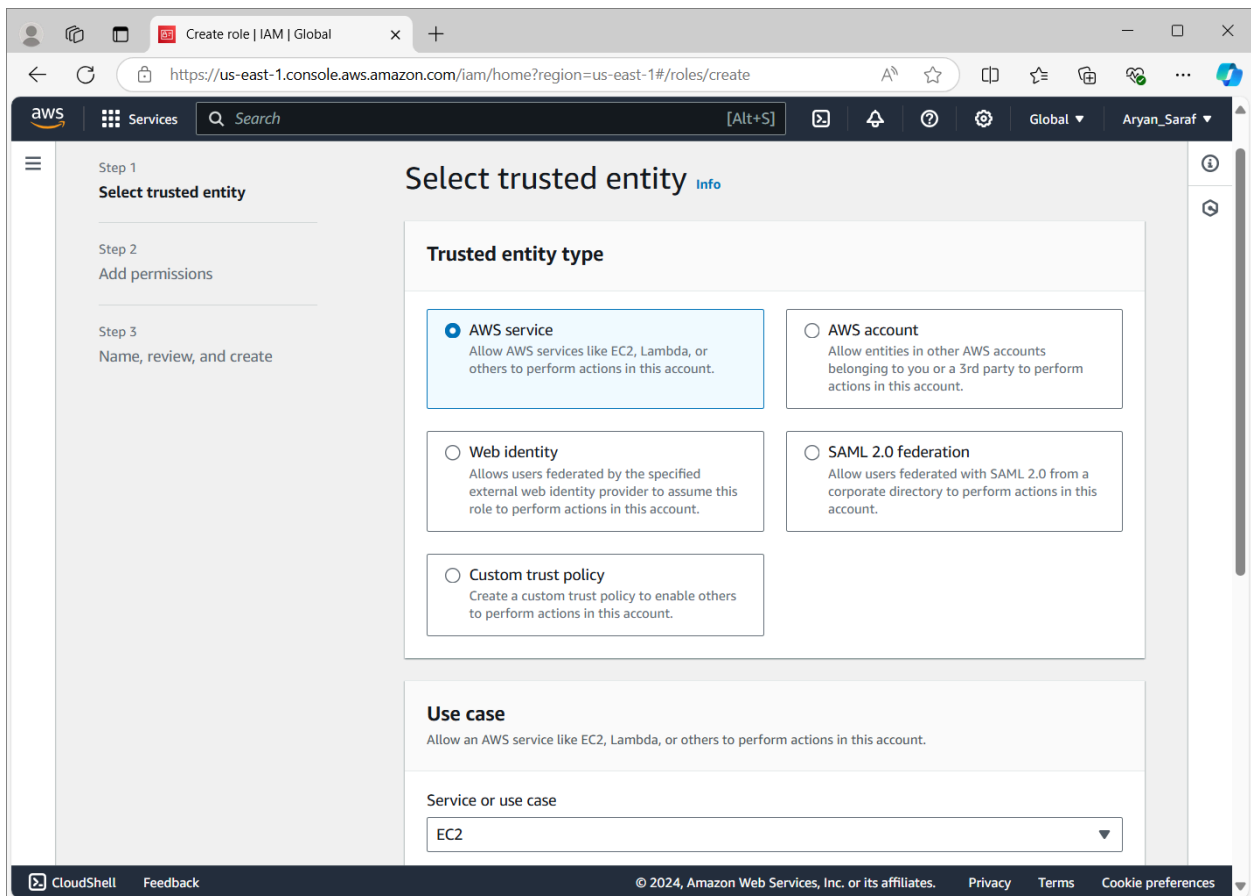 Create role | IAM | Global
https://us-east-1.console.aws.amazon.com/iam/home?region=us-east-1#/roles/create
aws
Services
Search
[Alt+S]
Global
Aryan_Saraf
Step 1
Select trusted entity
Step 2
Add permissions
Step 3
Name, review, and create
Select trusted entity Info
Trusted entity type
AWS service
Allow AWS services like EC2, Lambda, or
others to perform actions in this account.
AWS account
Allow entities in other AWS accounts
belonging to you or a 3rd party to perform
actions in this account.
Web identity
Allows users federated by the specified
external web identity provider to assume this
role to perform actions in this account.
SAML 2.0 federation
Allow users federated with SAML 2.0 from a
corporate directory to perform actions in this
account.
Custom trust policy
Create a custom trust policy to enable others
to perform actions in this account.
Use case
Allow an AWS service like EC2, Lambda, or others to perform actions in this account.
Service or use case
EC2
CloudShell
Feedback
© 2024, Amazon Web Services, Inc. or its affiliates.
Privacy
Terms
Cookie preferences